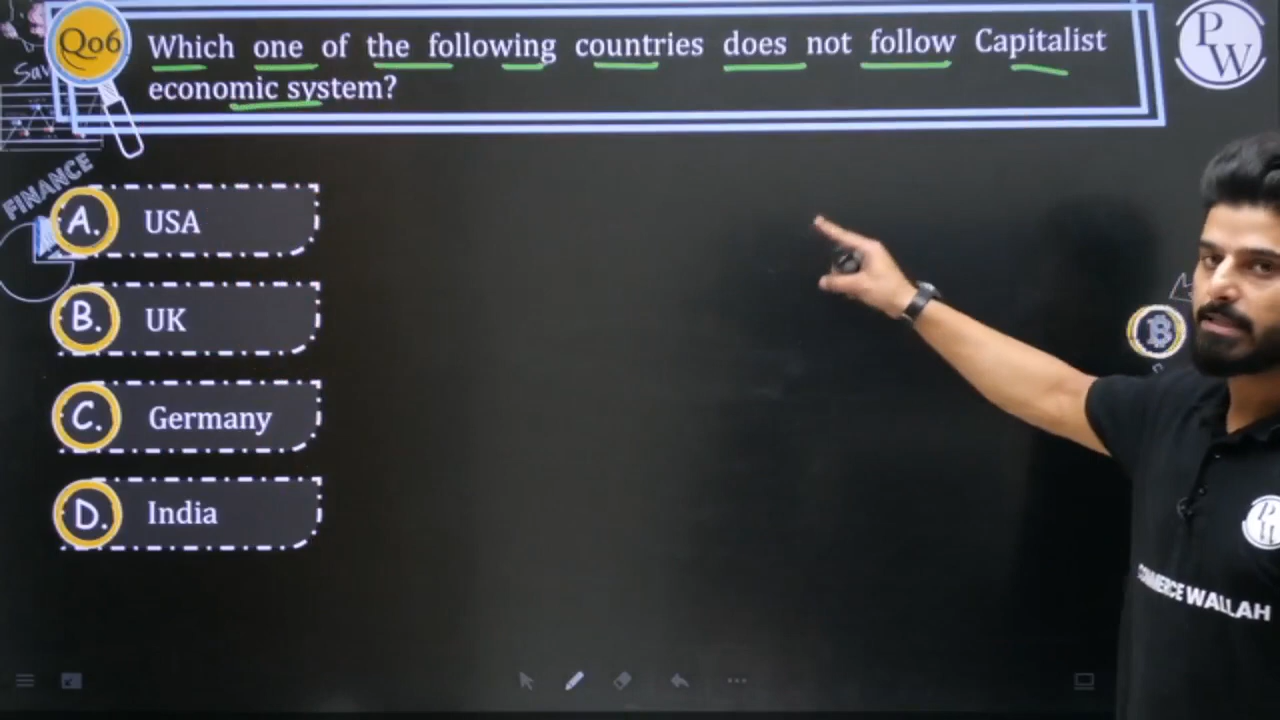 Q06
Which one of the following countries does not follow Capitalist
economic system?
P
W
Sav
FINANCE
A. USA
B. UK
C. Germany
D. India
P
W
COMMERCE WALLAH